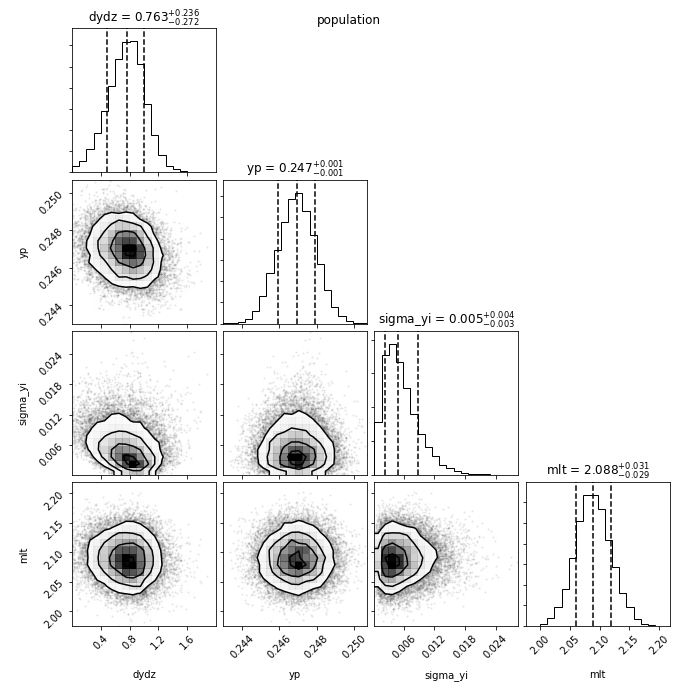 population
dydz = 0.763+0.236−0.272
yp = 0.247+0.001−0.001
0.250
0.248
0.246
0.244
yp
sigma_yi = 0.005+0.004−0.003
0.024
0.018
0.012
0.006
sigma_yi
mlt = 2.088+0.031−0.029
2.20
2.15
2.10
2.05
2.00
mlt
0.4 0.8 1.2 1.6
0.244 0.246 0.248 0.250
0.006 0.012 0.018 0.024
2.00 2.05 2.10 2.15 2.20
dydz yp sigma_yi mlt